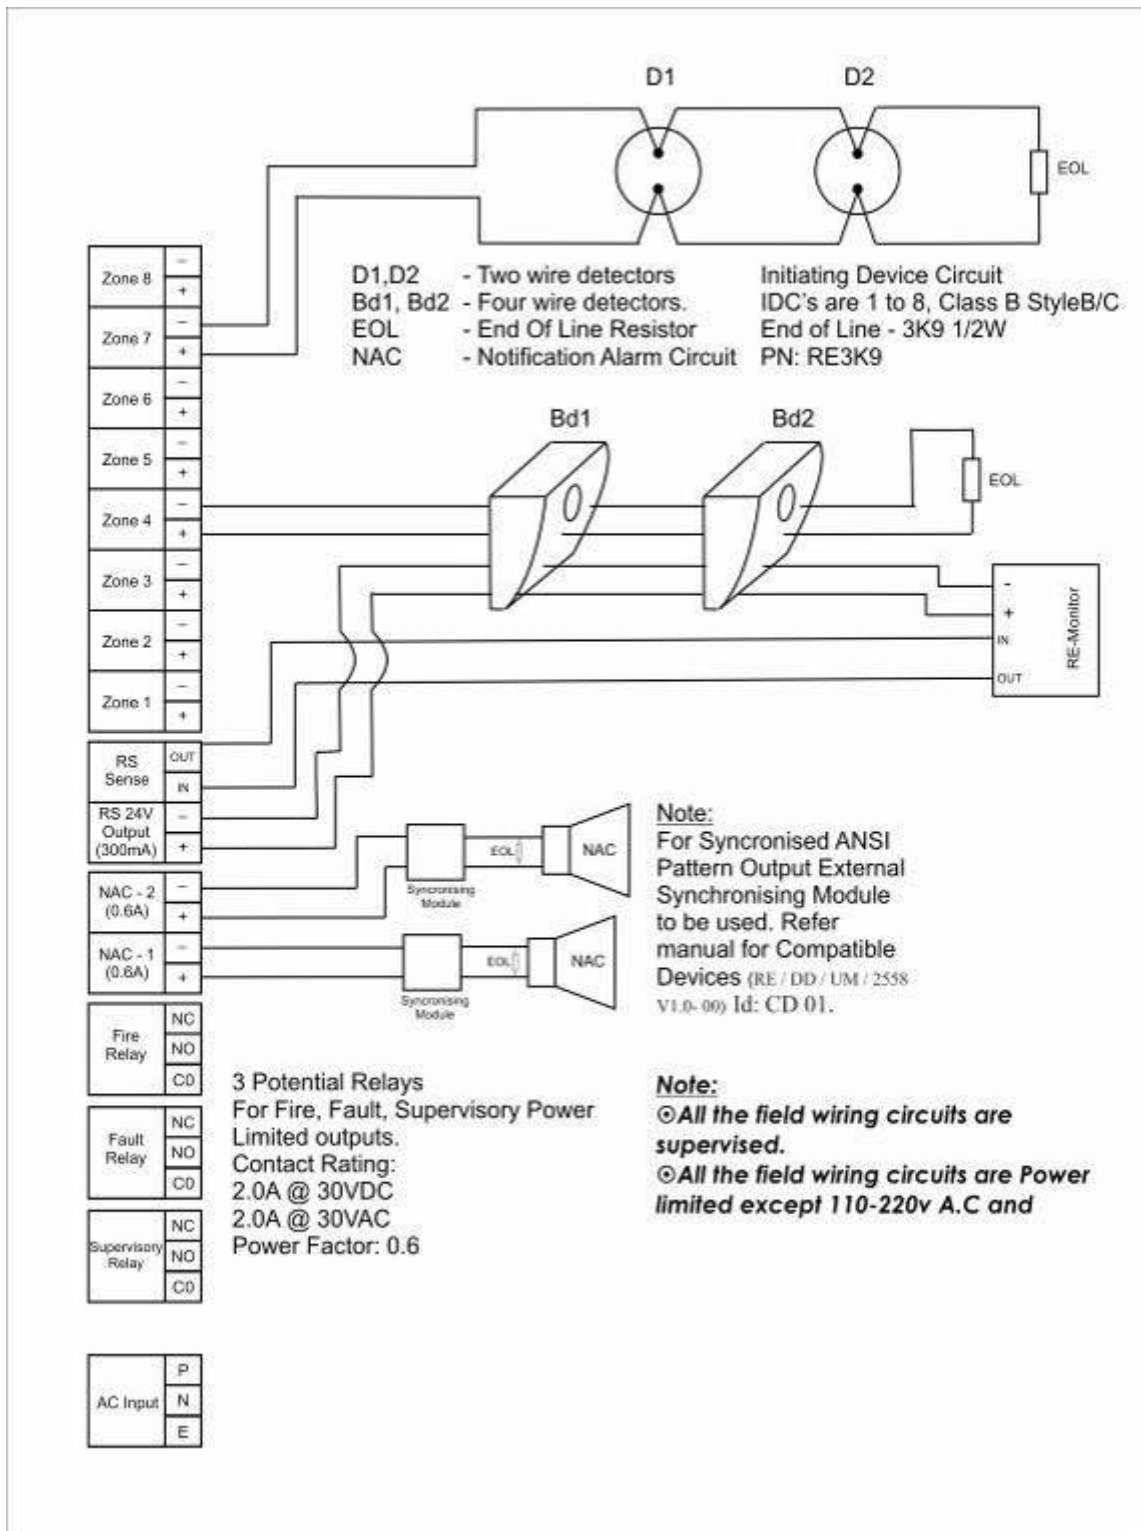 D1 D2
EOL
D1,D2 - Two wire detectors
Bd1, Bd2 - Four wire detectors.
EOL - End Of Line Resistor
NAC - Notification Alarm Circuit
Initiating Device Circuit
IDC's are 1 to 8, Class B StyleB/C
End of Line - 3K9 1/2W
PN: RE3K9
Zone 8 - +
Zone 7 - +
Zone 6 - +
Zone 5 - +
Zone 4 - +
Zone 3 - +
Zone 2 - +
Zone 1 - +
Bd1 Bd2
EOL
-
+
IN
OUT
RE-Monitor
RS
Sense
OUT
IN
RS 24V
Output
(300mA)
-
+
NAC - 2
(0.6A)
-
+
NAC - 1
(0.6A)
-
+
EOL
NAC
Syncronising
Module
EOL
NAC
Syncronising
Module
Note:
For Syncronised ANSI
Pattern Output External
Synchronising Module
to be used. Refer
manual for Compatible
Devices (RE / DD / UM / 2558
V1.0- 00) Id: CD 01.
Fire
Relay
NC
NO
C0
Fault
Relay
NC
NO
C0
Supervisory
Relay
NC
NO
C0
3 Potential Relays
For Fire, Fault, Supervisory Power
Limited outputs.
Contact Rating:
2.0A @ 30VDC
2.0A @ 30VAC
Power Factor: 0.6
Note:
⊙All the field wiring circuits are
supervised.
⊙All the field wiring circuits are Power
limited except 110-220v A.C and
AC Input
P
N
E